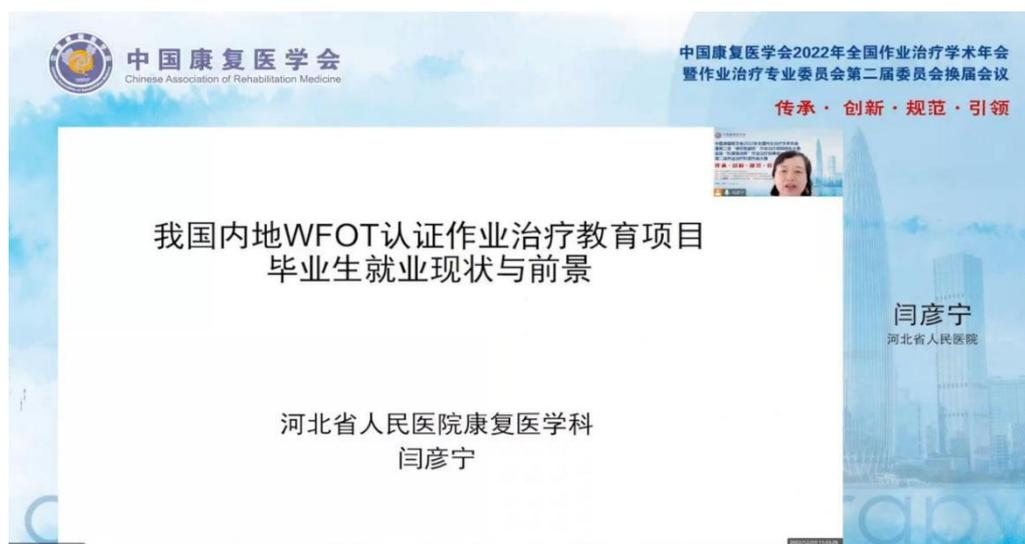 中国康复医学会
Chinese Association of Rehabilitation Medicine
中国康复医学会2022年全国作业治疗学术年会
暨作业治疗专业委员会第二届委员会换届会议
传承 · 创新 · 规范 · 引领
我国内地WFOT认证作业治疗教育项目
毕业生就业现状与前景
闫彦宁
河北省人民医院
河北省人民医院康复医学科
闫彦宁